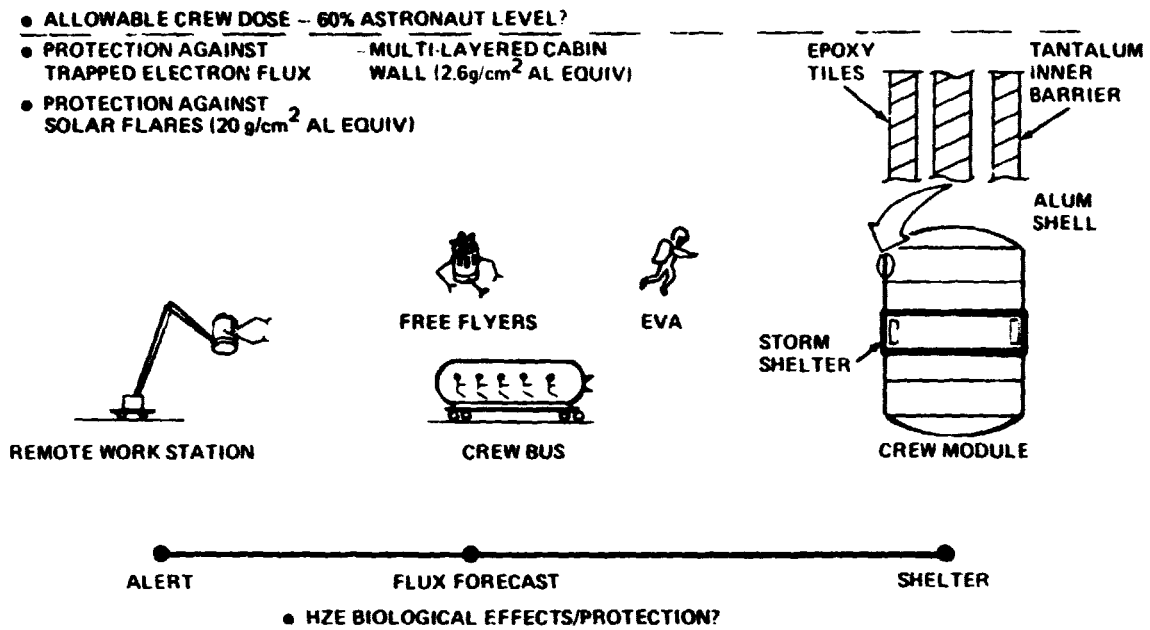 • ALLOWABLE CREW DOSE – 60% ASTRONAUT LEVEL?
• PROTECTION AGAINST TRAPPED ELECTRON FLUX
- MULTI-LAYERED CABIN WALL (2.6g/cm² AL EQUIV)
• PROTECTION AGAINST
SOLAR FLARES (20 g/cm² AL EQUIV)
EPOXY
TILES
TANTALUM
INNER
BARRIER
ALUM
SHELL
FREE FLYERS
EVA
STORM
SHELTER
REMOTE WORK STATION
CREW BUS
CREW MODULE
ALERT
FLUX FORECAST
SHELTER
• HZE BIOLOGICAL EFFECTS/PROTECTION?